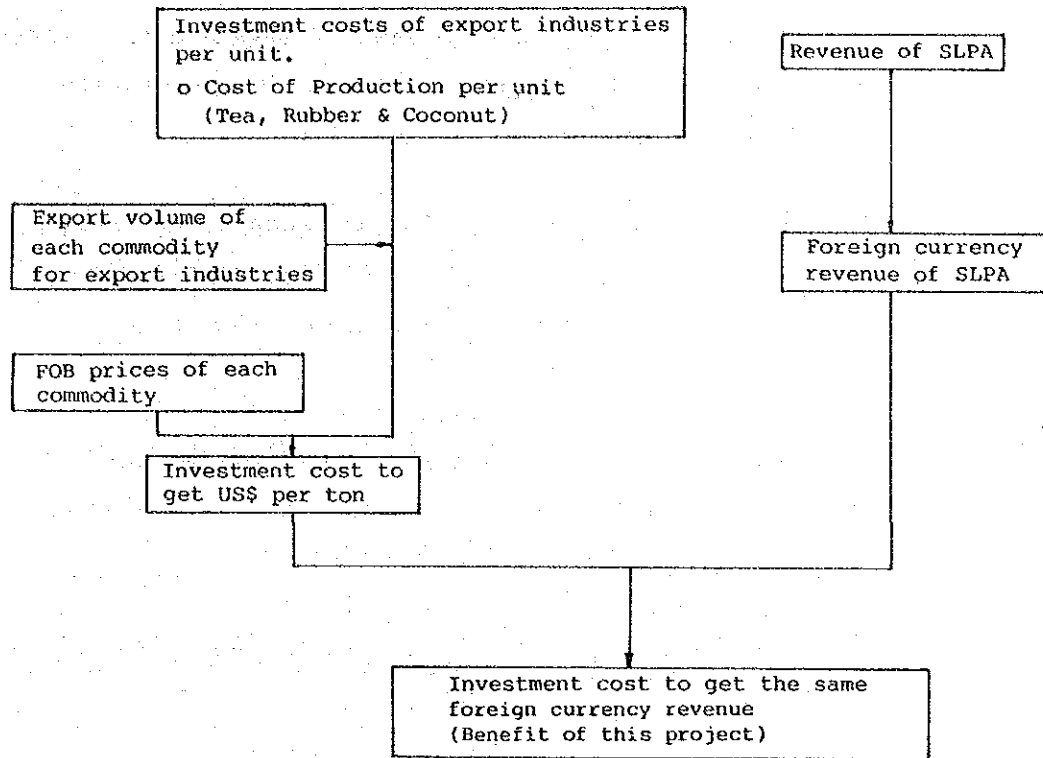 Investment costs of export industries
per unit.
o Cost of Production per unit
(Tea, Rubber & Coconut)
Revenue of SLPA
Export volume of
each commodity
for export industries
Foreign currency
revenue of SLPA
FOB prices of each
commodity
Investment cost to
get US$ per ton
Investment cost to get the same
foreign currency revenue
(Benefit of this project)